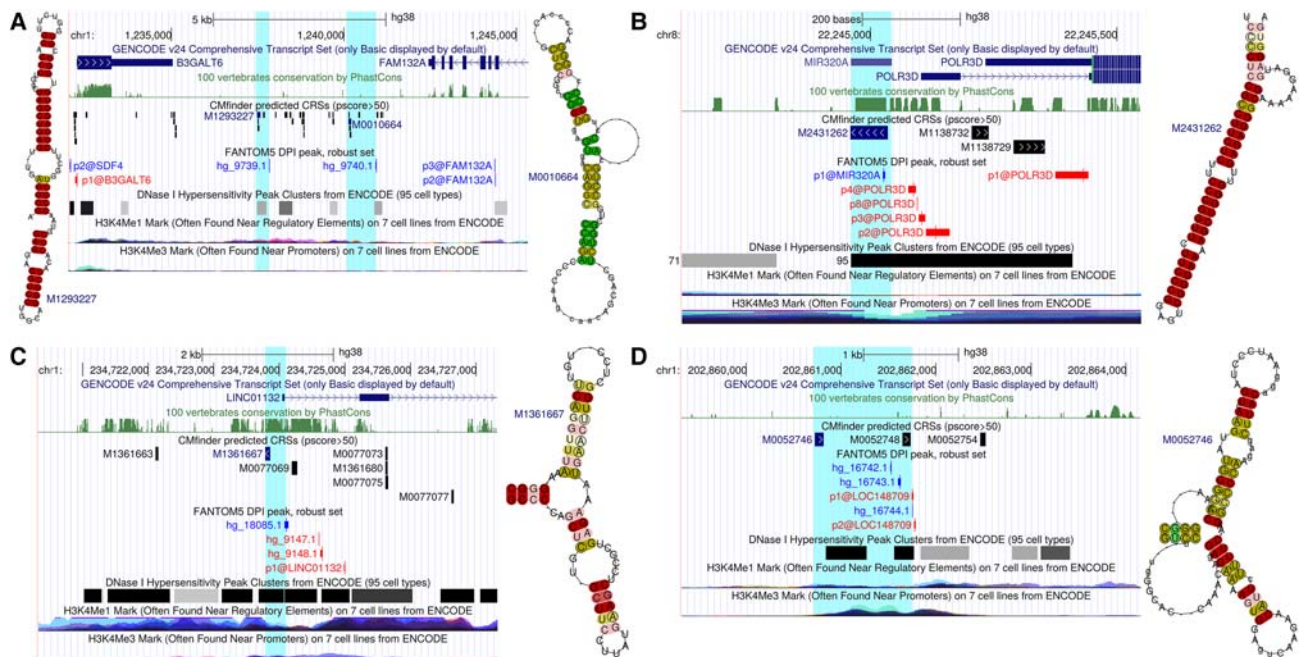 A
5 kb
hg38
chr1:
1,235,000
1,240,000
1,245,000
GENCODE v24 Comprehensive Transcript Set (only Basic displayed by default)
B3GALT6
FAM132A
100 vertebrates conservation by PhastCons
CMfinder predicted CRSs (pscore>50)
M1293227
M0010664
FANTOM5 DPI peak, robust set
p2@SDF4
hg_9739.1
hg_9740.1
p3@FAM132A
p1@B3GALT6
p2@FAM132A
DNase I Hypersensitivity Peak Clusters from ENCODE (95 cell types)
H3K4Me1 Mark (Often Found Near Regulatory Elements) on 7 cell lines from ENCODE
H3K4Me3 Mark (Often Found Near Promoters) on 7 cell lines from ENCODE
M1293227
M0010664
B
200 bases
hg38
chr8:
22,245,000
22,245,500
GENCODE v24 Comprehensive Transcript Set (only Basic displayed by default)
MIR320A
POLR3D
POLR3D
100 vertebrates conservation by PhastCons
CMfinder predicted CRSs (pscore>50)
M2431262
M1138732
M1138729
FANTOM5 DPI peak, robust set
p1@MIR320A
p1@POLR3D
p4@POLR3D
p8@POLR3D
p3@POLR3D
p2@POLR3D
DNase I Hypersensitivity Peak Clusters from ENCODE (95 cell types)
71
95
H3K4Me1 Mark (Often Found Near Regulatory Elements) on 7 cell lines from ENCODE
H3K4Me3 Mark (Often Found Near Promoters) on 7 cell lines from ENCODE
M2431262
C
2 kb
hg38
chr1:
234,722,000
234,723,000
234,724,000
234,725,000
234,726,000
234,727,000
GENCODE v24 Comprehensive Transcript Set (only Basic displayed by default)
LINC01132
100 vertebrates conservation by PhastCons
CMfinder predicted CRSs (pscore>50)
M1361663
M1361667
M0077073
M0077069
M1361680
M0077075
M0077077
FANTOM5 DPI peak, robust set
hg_18085.1
hg_9147.1
hg_9148.1
p1@LINC01132
DNase I Hypersensitivity Peak Clusters from ENCODE (95 cell types)
H3K4Me1 Mark (Often Found Near Regulatory Elements) on 7 cell lines from ENCODE
H3K4Me3 Mark (Often Found Near Promoters) on 7 cell lines from ENCODE
M1361667
D
1 kb
hg38
chr1:
202,860,000
202,861,000
202,862,000
202,863,000
202,864,000
GENCODE v24 Comprehensive Transcript Set (only Basic displayed by default)
100 vertebrates conservation by PhastCons
CMfinder predicted CRSs (pscore>50)
M0052746
M0052748
M0052754
FANTOM5 DPI peak, robust set
hg_16742.1
hg_16743.1
p1@LOC148709
hg_16744.1
p2@LOC148709
DNase I Hypersensitivity Peak Clusters from ENCODE (95 cell types)
H3K4Me1 Mark (Often Found Near Regulatory Elements) on 7 cell lines from ENCODE
H3K4Me3 Mark (Often Found Near Promoters) on 7 cell lines from ENCODE
M0052746